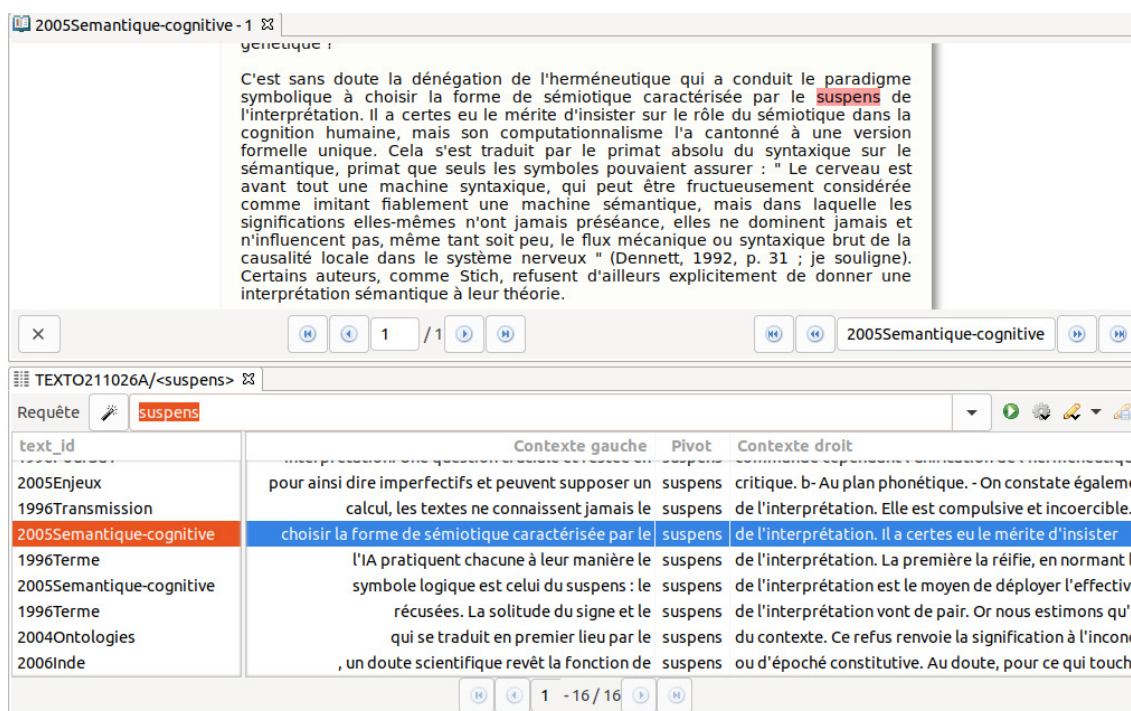 2005Semantique-cognitive - 1
génétique ?
C'est sans doute la dénégation de l'herméneutique qui a conduit le paradigme
symbolique à choisir la forme de sémiotique caractérisée par le suspens de
l'interprétation. Il a certes eu le mérite d'insister sur le rôle du sémiotique dans la
cognition humaine, mais son computationnalisme l'a cantonné à une version
formelle unique. Cela s'est traduit par le primat absolu du syntaxique sur le
sémantique, primat que seuls les symboles pouvaient assurer : " Le cerveau est
avant tout une machine syntaxique, qui peut être fructueusement considérée
comme imitant fiablement une machine sémantique, mais dans laquelle les
significations elles-mêmes n'ont jamais préséance, elles ne dominent jamais et
n'influencent pas, même tant soit peu, le flux mécanique ou syntaxique brut de la
causalité locale dans le système nerveux " (Dennett, 1992, p. 31 ; je souligne).
Certains auteurs, comme Stich, refusent d'ailleurs explicitement de donner une
interprétation sémantique à leur théorie.
1 / 1 2005Semantique-cognitive
TEXTO211026A/<suspens>
Requête suspens
text_id Contexte gauche Pivot Contexte droit
2005Enjeux pour ainsi dire imperfectifs et peuvent supposer un suspens critique. b- Au plan phonétique. - On constate égaleme
1996Transmission calcul, les textes ne connaissent jamais le suspens de l'interprétation. Elle est compulsive et incoercible.
2005Semantique-cognitive choisir la forme de sémiotique caractérisée par le suspens de l'interprétation. Il a certes eu le mérite d'insister
1996Terme l'IA pratiquent chacune à leur manière le suspens de l'interprétation. La première la réifie, en normant l
2005Semantique-cognitive symbole logique est celui du suspens : le suspens de l'interprétation est le moyen de déployer l'effectiv
1996Terme récusées. La solitude du signe et le suspens de l'interprétation vont de pair. Or nous estimons qu'
2004Ontologies qui se traduit en premier lieu par le suspens du contexte. Ce refus renvoie la signification à l'incon
2006Inde , un doute scientifique revêt la fonction de suspens ou d'époché constitutive. Au doute, pour ce qui touch
1 - 16 / 16